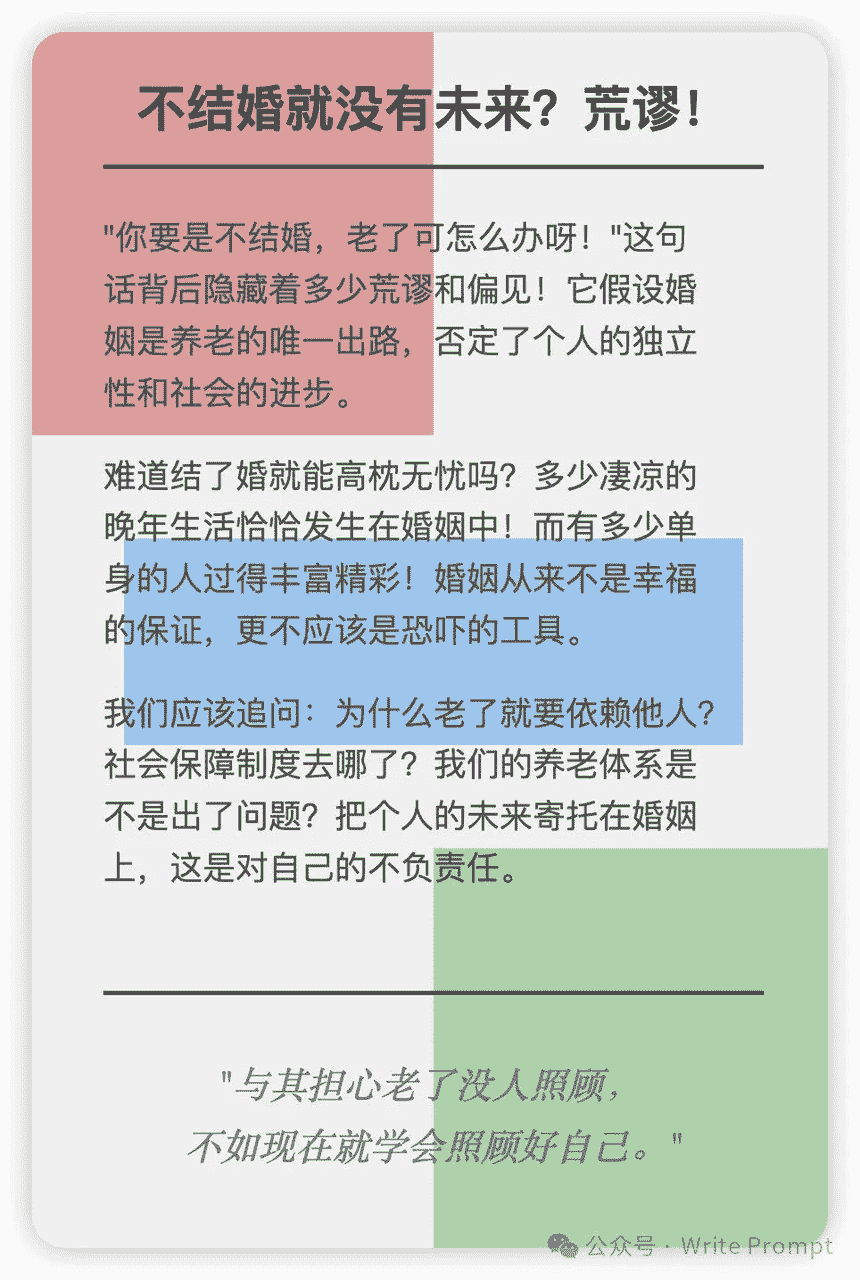 不结婚就没有未来？荒谬！
"你要是不结婚，老了可怎么办呀！"这句
话背后隐藏着多少荒谬和偏见！它假设婚
姻是养老的唯一出路，否定了个人的独立
性和社会的进步。
难道结了婚就能高枕无忧吗？多少凄凉的
晚年生活恰恰发生在婚姻中！而有多少单
身的人过得丰富精彩！婚姻从来不是幸福
的保证，更不应该是恐吓的工具。
我们应该追问：为什么老了就要依赖他人？
社会保障制度去哪了？我们的养老体系是
不是出了问题？把个人的未来寄托在婚姻
上，这是对自己的不负责任。
"与其担心老了没人照顾，
不如现在就学会照顾好自己。"
公众号 · Write Prompt